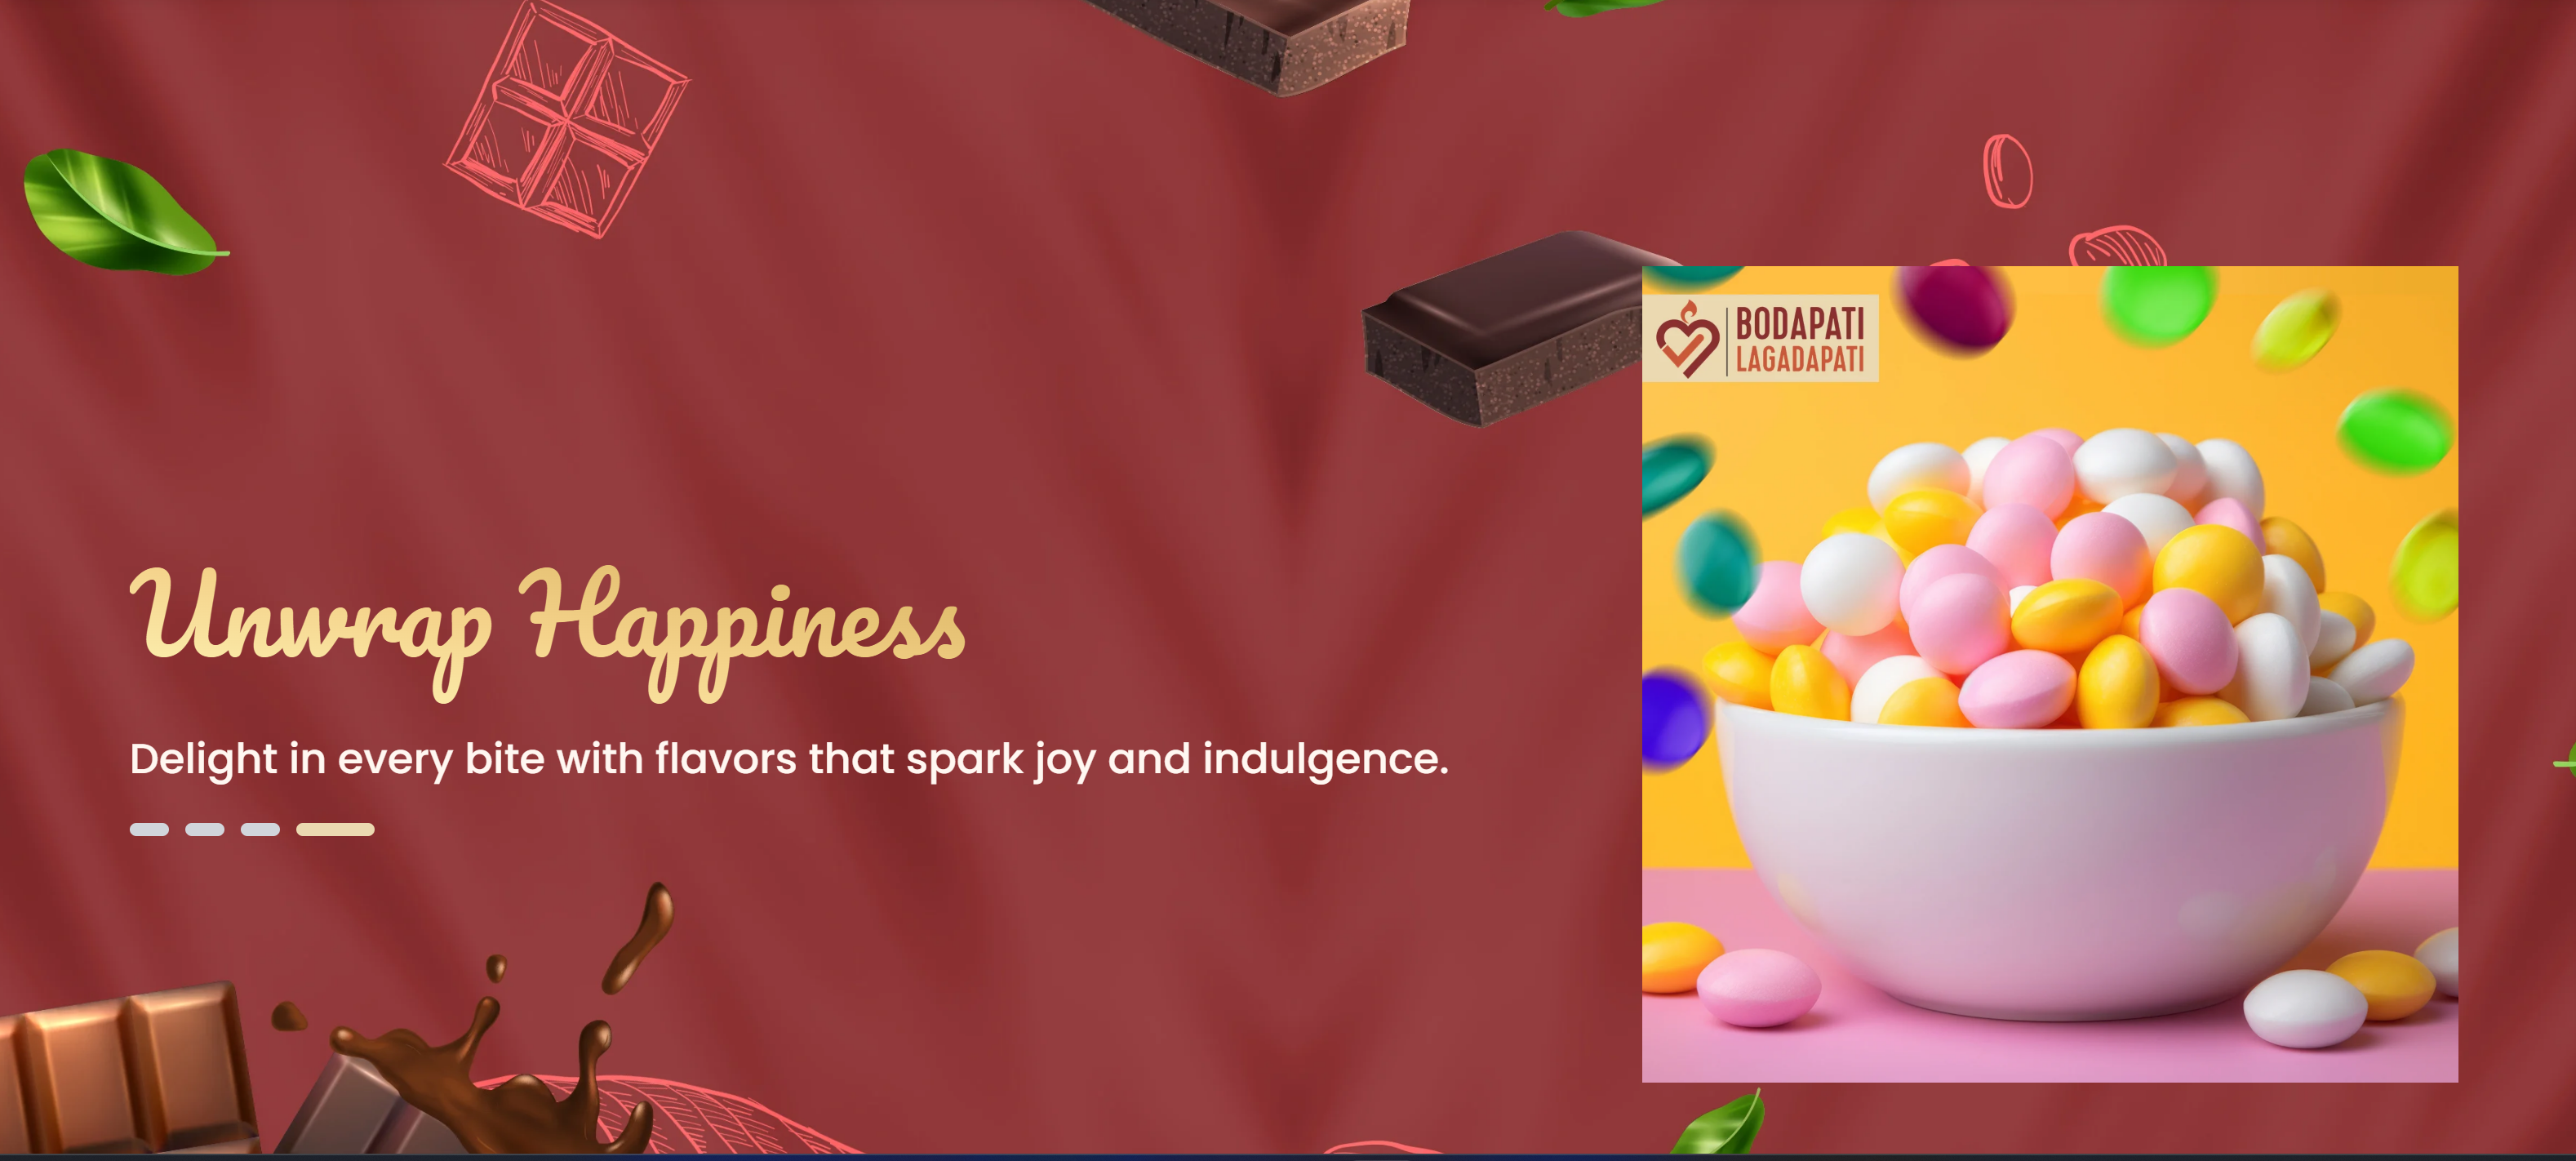 Unwrap Happiness
Delight in every bite with flavors that spark joy and indulgence.
BODAPATI
LAGADAPATI